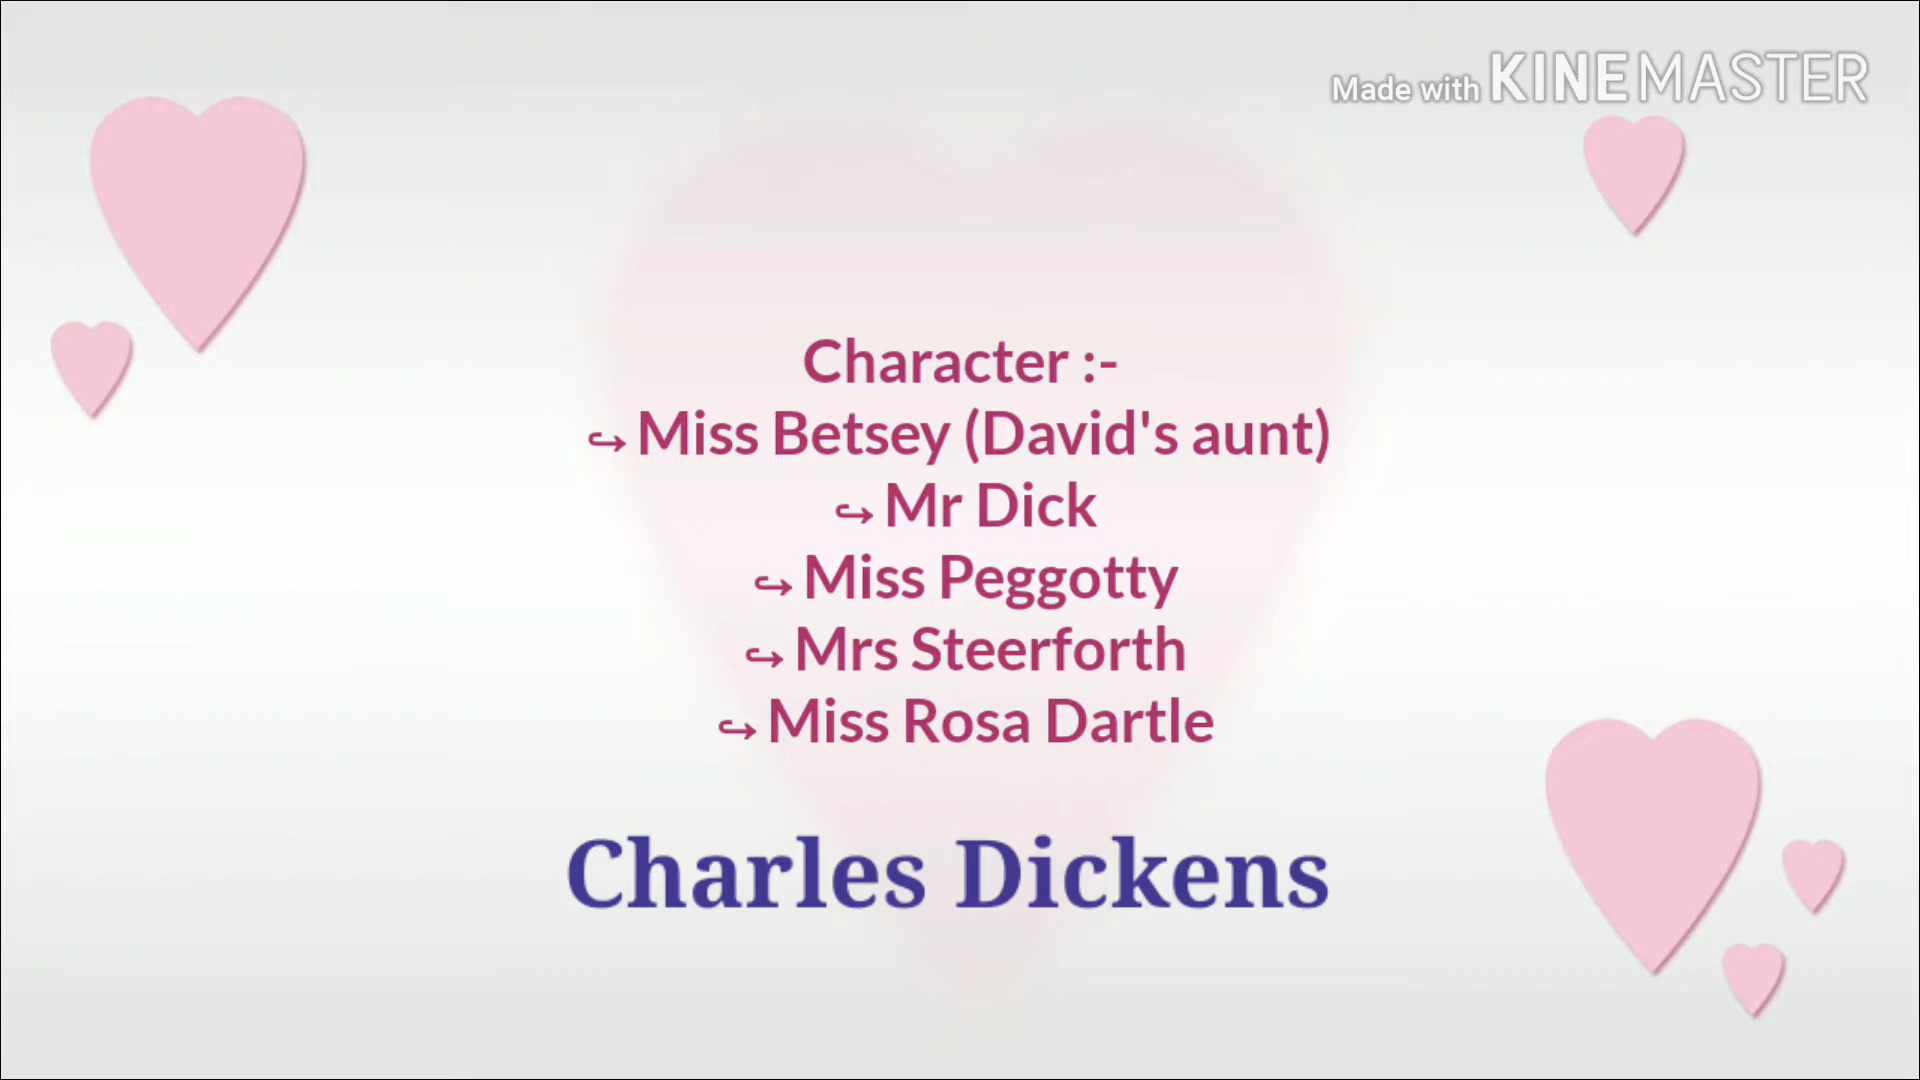 Made with KINEMASTER
Character :-
↪ Miss Betsey (David's aunt)
↪ Mr Dick
↪ Miss Peggotty
↪ Mrs Steerforth
↪ Miss Rosa Dartle
Charles Dickens